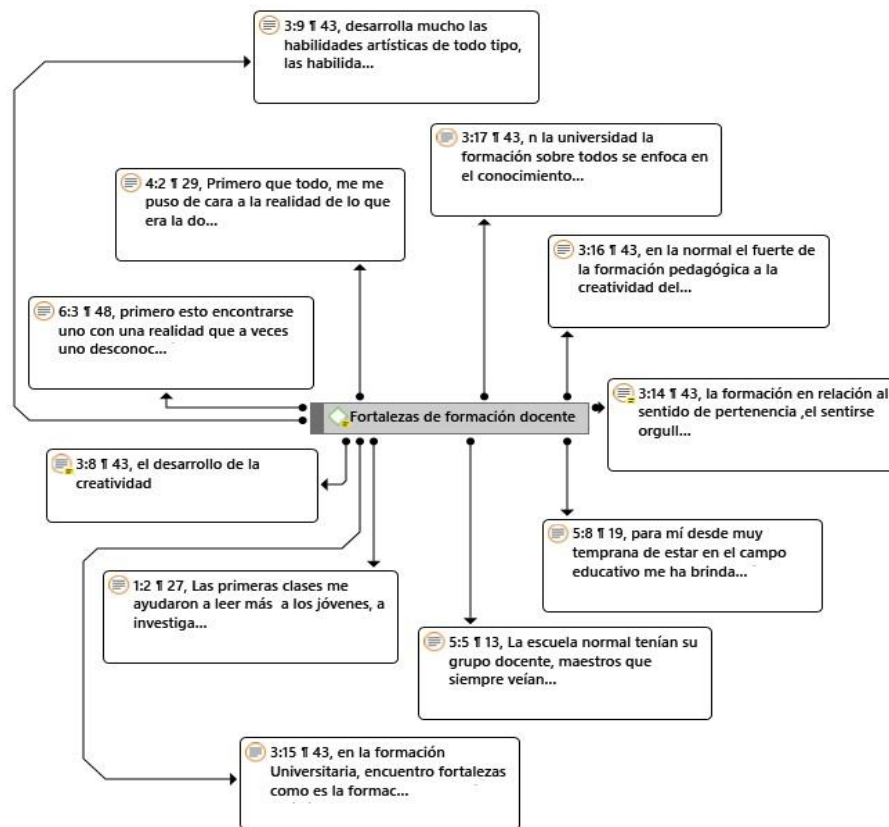 3:9 ¶ 43, desarrolla mucho las
habilidades artísticas de todo tipo,
las habilida...
3:17 ¶ 43, n la universidad la
formación sobre todos se enfoca en
el conocimiento...
4:2 ¶ 29, Primero que todo, me me
puso de cara a la realidad de lo que
era la do...
3:16 ¶ 43, en la normal el fuerte de
la formación pedagógica a la
creatividad del...
6:3 ¶ 48, primero esto encontrarse
uno con una realidad que a veces
uno desconoc...
3:14 ¶ 43, la formación en relación al
sentido de pertenencia ,el sentirse
orgull...
Fortalezas de formación docente
3:8 ¶ 43, el desarrollo de la
creatividad
5:8 ¶ 19, para mí desde muy
temprana de estar en el campo
educativo me ha brinda...
1:2 ¶ 27, Las primeras clases me
ayudaron a leer más a los jóvenes, a
investiga...
5:5 ¶ 13, La escuela normal tenían su
grupo docente, maestros que
siempre veían...
3:15 ¶ 43, en la formación
Universitaria, encuentro fortalezas
como es la formac...